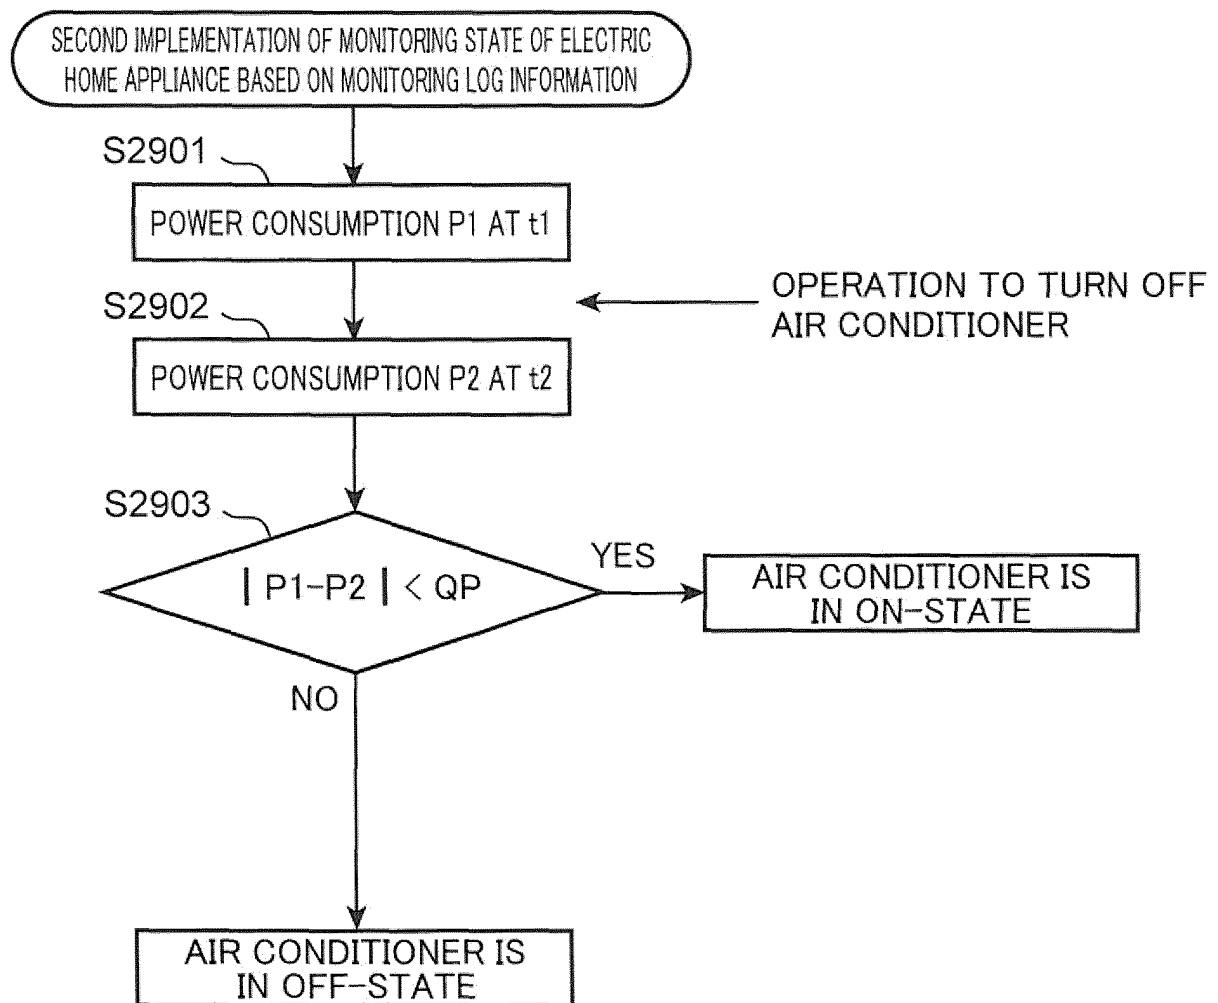 SECOND IMPLEMENTATION OF MONITORING STATE OF ELECTRIC
HOME APPLIANCE BASED ON MONITORING LOG INFORMATION
S2901
POWER CONSUMPTION P1 AT t1
OPERATION TO TURN OFF
AIR CONDITIONER
S2902
POWER CONSUMPTION P2 AT t2
S2903
| P1-P2 | < QP
YES
AIR CONDITIONER IS
IN ON-STATE
NO
AIR CONDITIONER IS
IN OFF-STATE